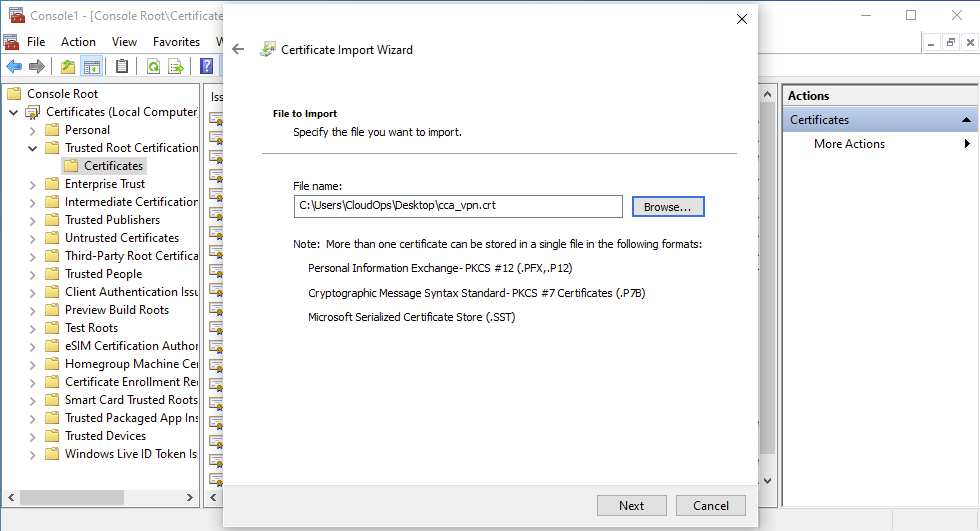 Console1 - [Console Root\Certificate
File
Action
View
Favorites
Certificate Import Wizard
File to Import
Specify the file you want to import.
File name:
C:\Users\CloudOps\Desktop\cca_vpn.crt
Browse...
Note: More than one certificate can be stored in a single file in the following formats:
Personal Information Exchange- PKCS #12 (.PFX,.P12)
Cryptographic Message Syntax Standard- PKCS #7 Certificates (.P7B)
Microsoft Serialized Certificate Store (.SST)
Next
Cancel
Console Root
Certificates (Local Computer
Personal
Trusted Root Certification
Certificates
Enterprise Trust
Intermediate Certification
Trusted Publishers
Untrusted Certificates
Third-Party Root Certifica
Trusted People
Client Authentication Issu
Preview Build Roots
Test Roots
eSIM Certification Author
Homegroup Machine Cer
Certificate Enrollment Re
Smart Card Trusted Roots
Trusted Packaged App Ins
Trusted Devices
Windows Live ID Token Is
Iss
Actions
Certificates
More Actions